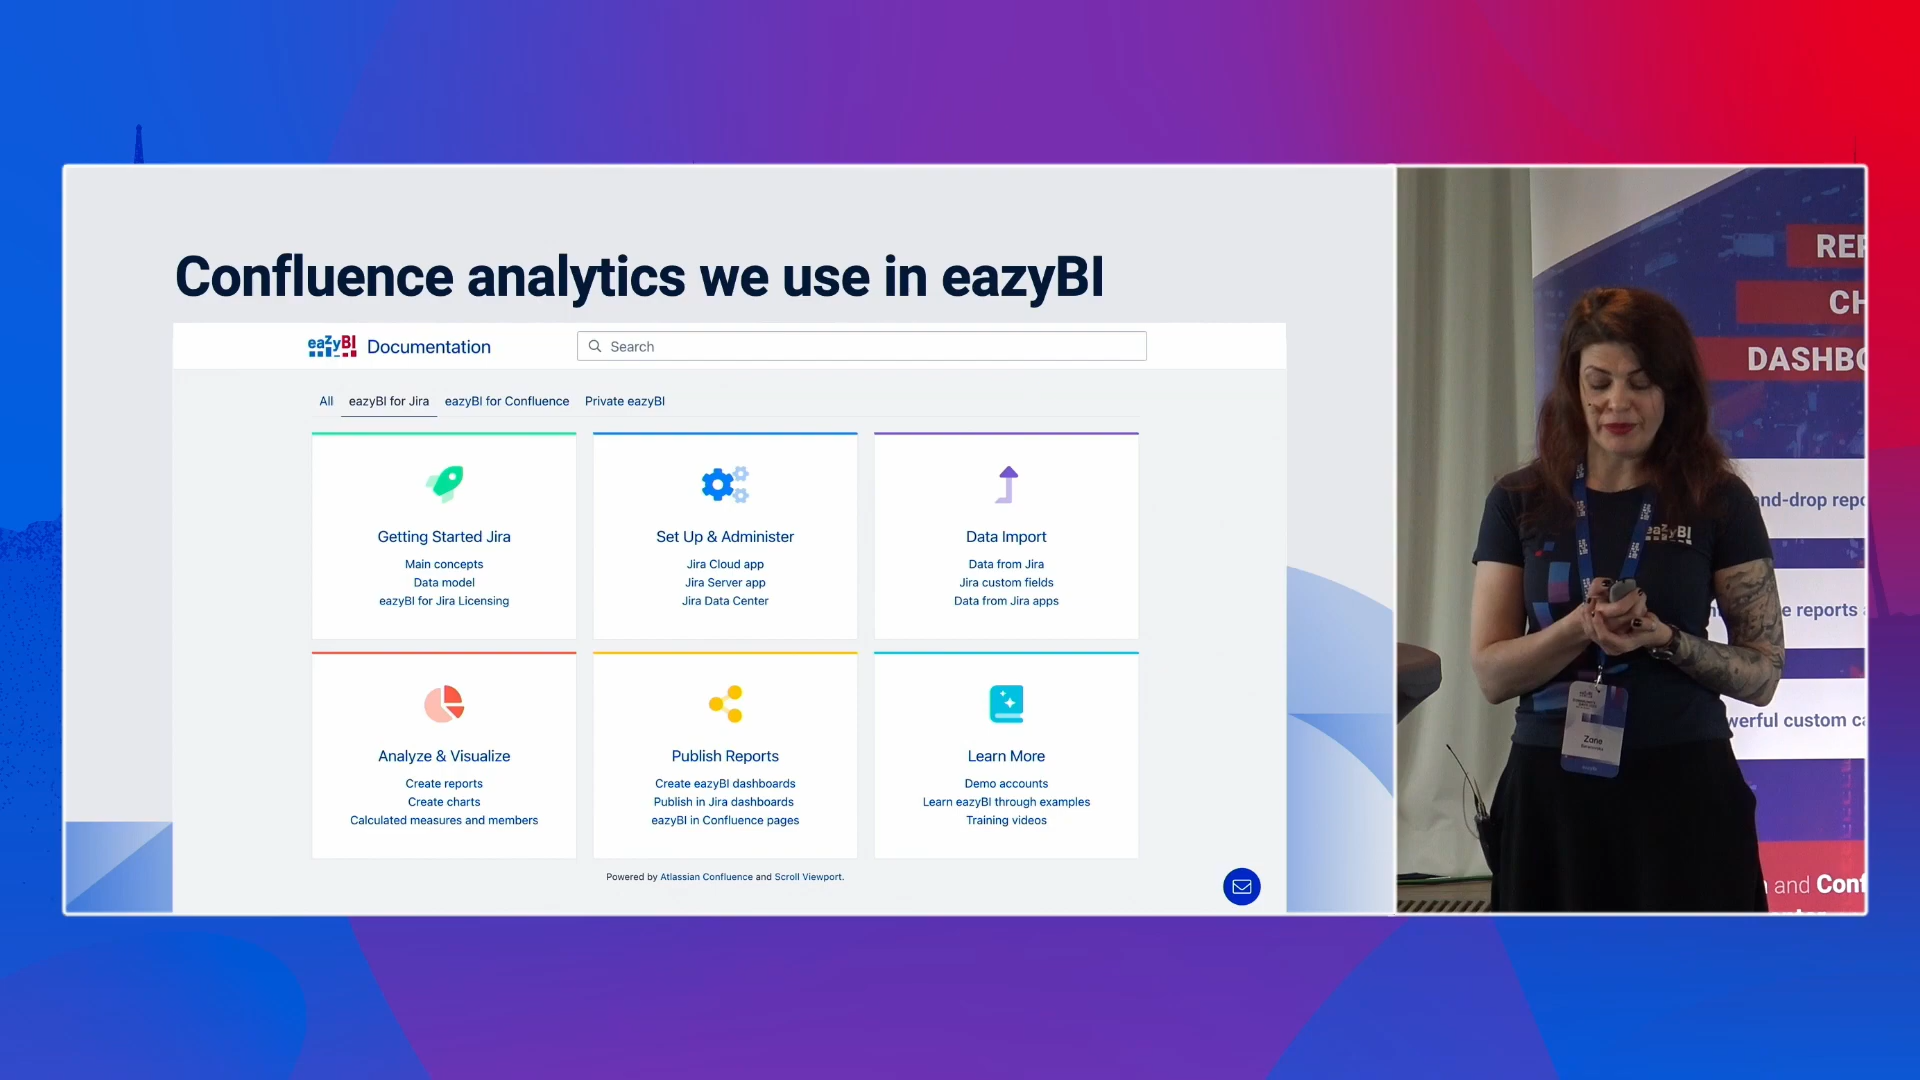 Confluence analytics we use in eazyBI
eazyBI Documentation
Search
All eazyBI for Jira eazyBI for Confluence Private eazyBI
Getting Started Jira
Main concepts
Data model
eazyBI for Jira Licensing
Set Up & Administer
Jira Cloud app
Jira Server app
Jira Data Center
Data Import
Data from Jira
Jira custom fields
Data from Jira apps
Analyze & Visualize
Create reports
Create charts
Calculated measures and members
Publish Reports
Create eazyBI dashboards
Publish in Jira dashboards
eazyBI in Confluence pages
Learn More
Demo accounts
Learn eazyBI through examples
Training videos
Powered by Atlassian Confluence and Scroll Viewport.
REP
CH
DASHBO
and-drop repo
e reports
werful custom ca
and Conf
eazyBI
Zane